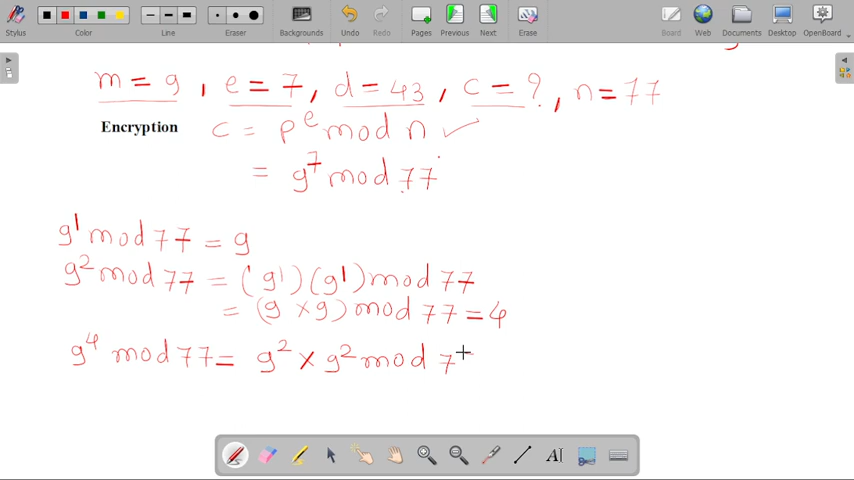 Stylus Color Line Eraser Backgrounds Undo Redo Pages Previous Next Erase Board Web Documents Desktop OpenBoard
m = 9 , e = 7 , d = 43 , c = ? , n = 77
Encryption c = p^e mod n ✓
= 9^7 mod 77
9^1 mod 77 = 9
9^2 mod 77 = (9^1)(9^1) mod 77
= (9 × 9) mod 77 = 4
9^4 mod 77 = 9^2 × 9^2 mod 7